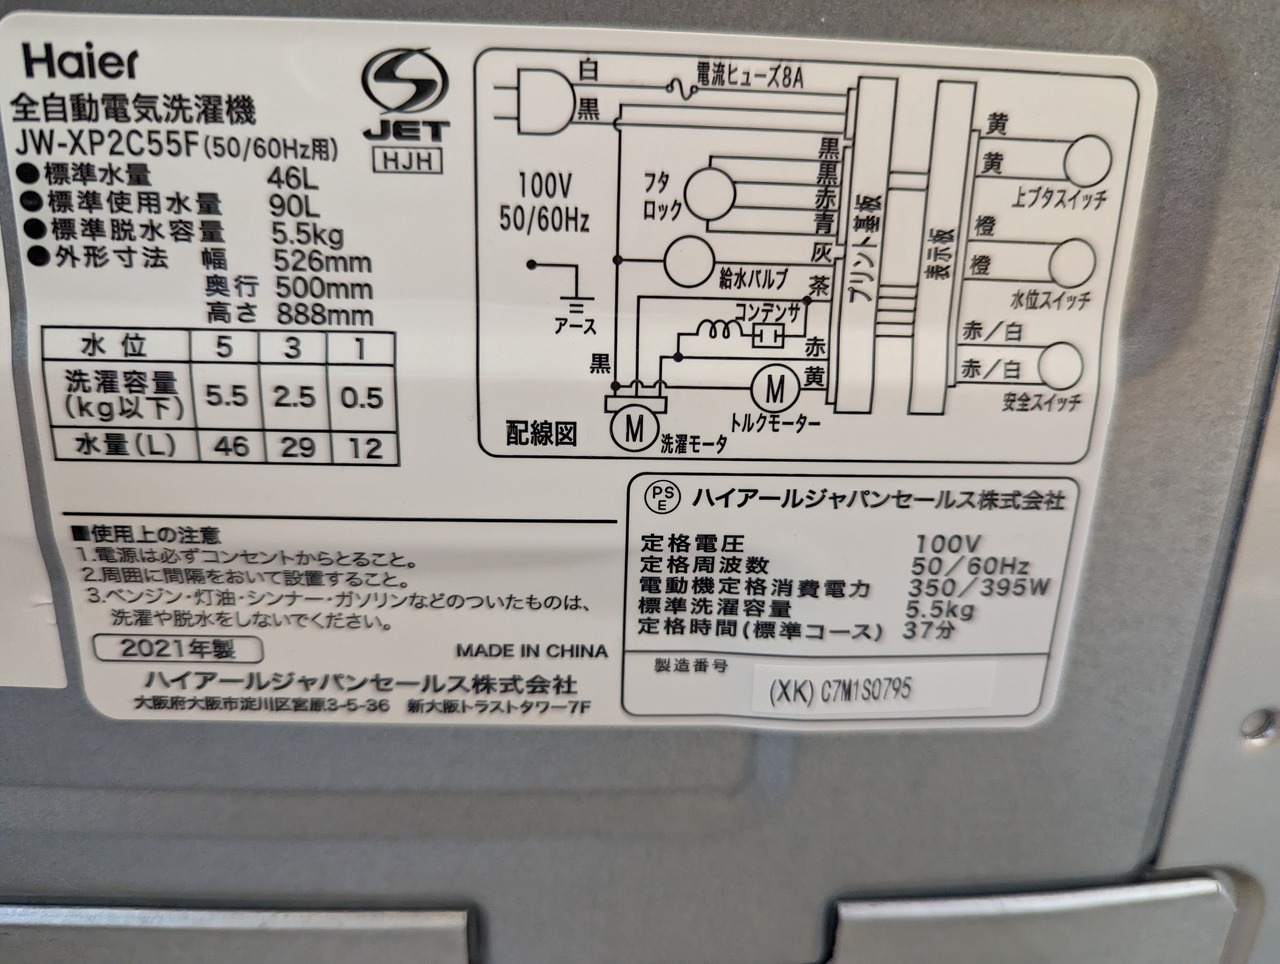 Haier
全自動電気洗濯機
JW-XP2C55F(50/60Hz用)
JET
HJH
●標準水量 46L
●標準使用水量 90L
●標準脱水容量 5.5kg
●外形寸法 幅 526mm
奥行 500mm
高さ 888mm
水位 5 3 1
洗濯容量(kg以下) 5.5 2.5 0.5
水量(L) 46 29 12
白
電流ヒューズ8A
黒
100V
50/60Hz
アース
フタ
ロック
黒
黒
赤
青
灰
給水バルブ
茶
コンデンサ
赤
黒
黄
M
トルクモーター
M
洗濯モータ
配線図
プリント基板
表示板
黄
黄
上ブタスイッチ
橙
橙
水位スイッチ
赤/白
赤/白
安全スイッチ
■使用上の注意
1.電源は必ずコンセントからとること。
2.周囲に間隔をおいて設置すること。
3.ベンジン・灯油・シンナー・ガソリンなどのついたものは、
洗濯や脱水をしないでください。
2021年製
MADE IN CHINA
ハイアールジャパンセールス株式会社
大阪府大阪市淀川区宮原3-5-36 新大阪トラストタワー7F
PS
E
ハイアールジャパンセールス株式会社
定格電圧 100V
定格周波数 50/60Hz
電動機定格消費電力 350/395W
標準洗濯容量 5.5kg
定格時間(標準コース) 37分
製造番号
(XK) C7M1S0795